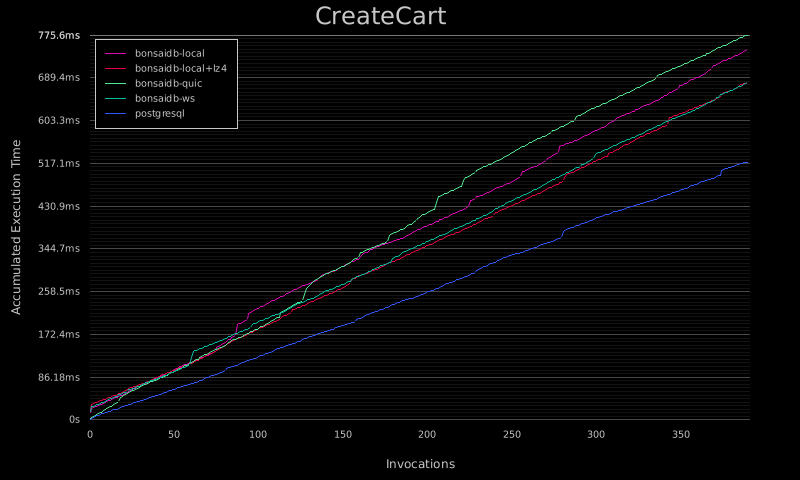 CreateCart
775.6ms
689.4ms
603.3ms
517.1ms
430.9ms
344.7ms
258.5ms
172.4ms
86.18ms
0s
bonsaidb-local
bonsaidb-local+lz4
bonsaidb-quic
bonsaidb-ws
postgresql
Accumulated Execution Time
0 50 100 150 200 250 300 350
Invocations